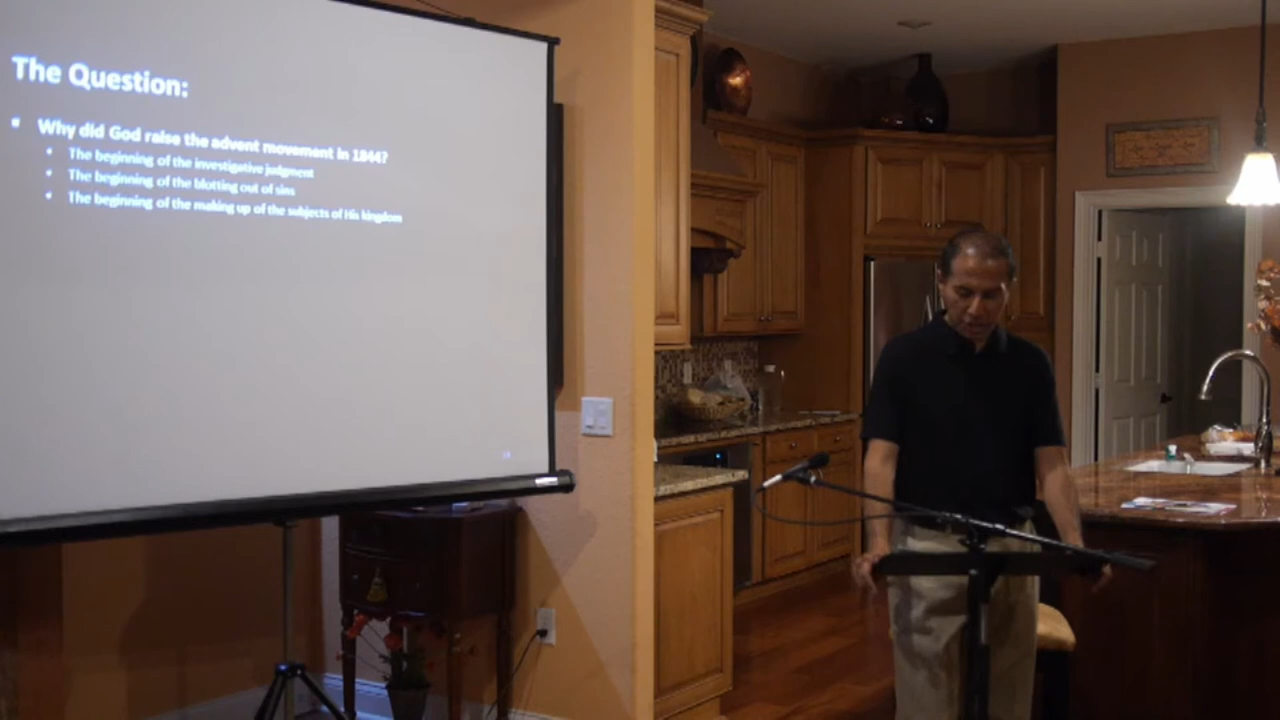 The Question:
Why did God raise the advent movement in 1844?
The beginning of the investigative judgment
The beginning of the blotting out of sins
The beginning of the making up of the subjects of His kingdom